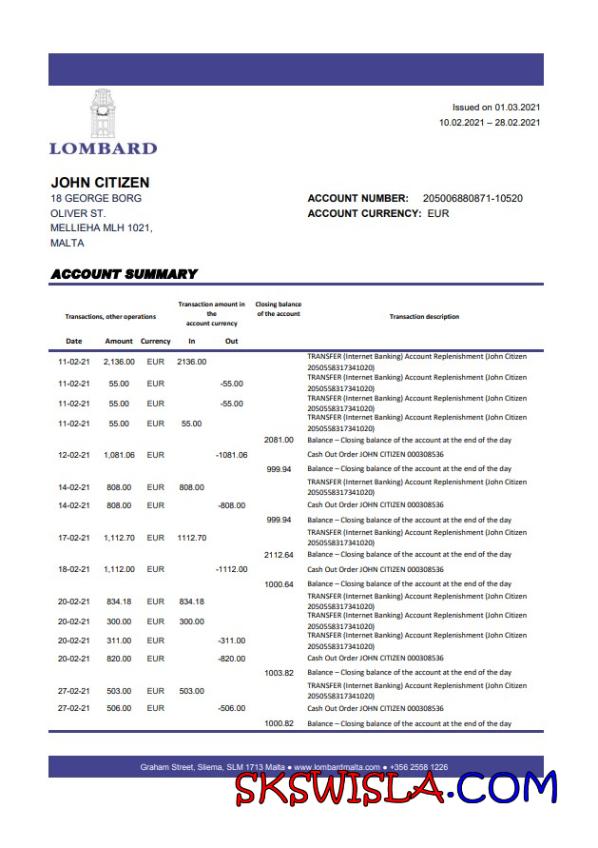 Issued on 01.03.2021
10.02.2021 – 28.02.2021
LOMBARD
JOHN CITIZEN
18 GEORGE BORG
OLIVER ST.
MELLIEHA MLH 1021,
MALTA
ACCOUNT NUMBER: 205006880871-10520
ACCOUNT CURRENCY: EUR
ACCOUNT SUMMARY
Transactions, other operations
Transaction amount in
the
account currency
Closing balance
of the account
Transaction description
Date Amount Currency In Out
11-02-21 2,136.00 EUR 2136.00 TRANSFER (Internet Banking) Account Replenishment (John Citizen
2050558317341020)
11-02-21 55.00 EUR -55.00 TRANSFER (Internet Banking) Account Replenishment (John Citizen
2050558317341020)
11-02-21 55.00 EUR -55.00 TRANSFER (Internet Banking) Account Replenishment (John Citizen
2050558317341020)
11-02-21 55.00 EUR 55.00 TRANSFER (Internet Banking) Account Replenishment (John Citizen
2050558317341020)
2081.00 Balance – Closing balance of the account at the end of the day
12-02-21 1,081.06 EUR -1081.06 Cash Out Order JOHN CITIZEN 000308536
999.94 Balance – Closing balance of the account at the end of the day
14-02-21 808.00 EUR 808.00 TRANSFER (Internet Banking) Account Replenishment (John Citizen
2050558317341020)
14-02-21 808.00 EUR -808.00 Cash Out Order JOHN CITIZEN 000308536
999.94 Balance – Closing balance of the account at the end of the day
17-02-21 1,112.70 EUR 1112.70 TRANSFER (Internet Banking) Account Replenishment (John Citizen
2050558317341020)
2112.64 Balance – Closing balance of the account at the end of the day
18-02-21 1,112.00 EUR -1112.00 Cash Out Order JOHN CITIZEN 000308536
1000.64 Balance – Closing balance of the account at the end of the day
20-02-21 834.18 EUR 834.18 TRANSFER (Internet Banking) Account Replenishment (John Citizen
2050558317341020)
20-02-21 300.00 EUR 300.00 TRANSFER (Internet Banking) Account Replenishment (John Citizen
2050558317341020)
20-02-21 311.00 EUR -311.00 TRANSFER (Internet Banking) Account Replenishment (John Citizen
2050558317341020)
20-02-21 820.00 EUR -820.00 Cash Out Order JOHN CITIZEN 000308536
1003.82 Balance – Closing balance of the account at the end of the day
27-02-21 503.00 EUR 503.00 TRANSFER (Internet Banking) Account Replenishment (John Citizen
2050558317341020)
27-02-21 506.00 EUR -506.00 Cash Out Order JOHN CITIZEN 000308536
1000.82 Balance – Closing balance of the account at the end of the day
Graham Street, Sliema, SLM 1713 Malta ● www.lombardmalta.com ● +356 2558 1226
SKSWISLA.COM